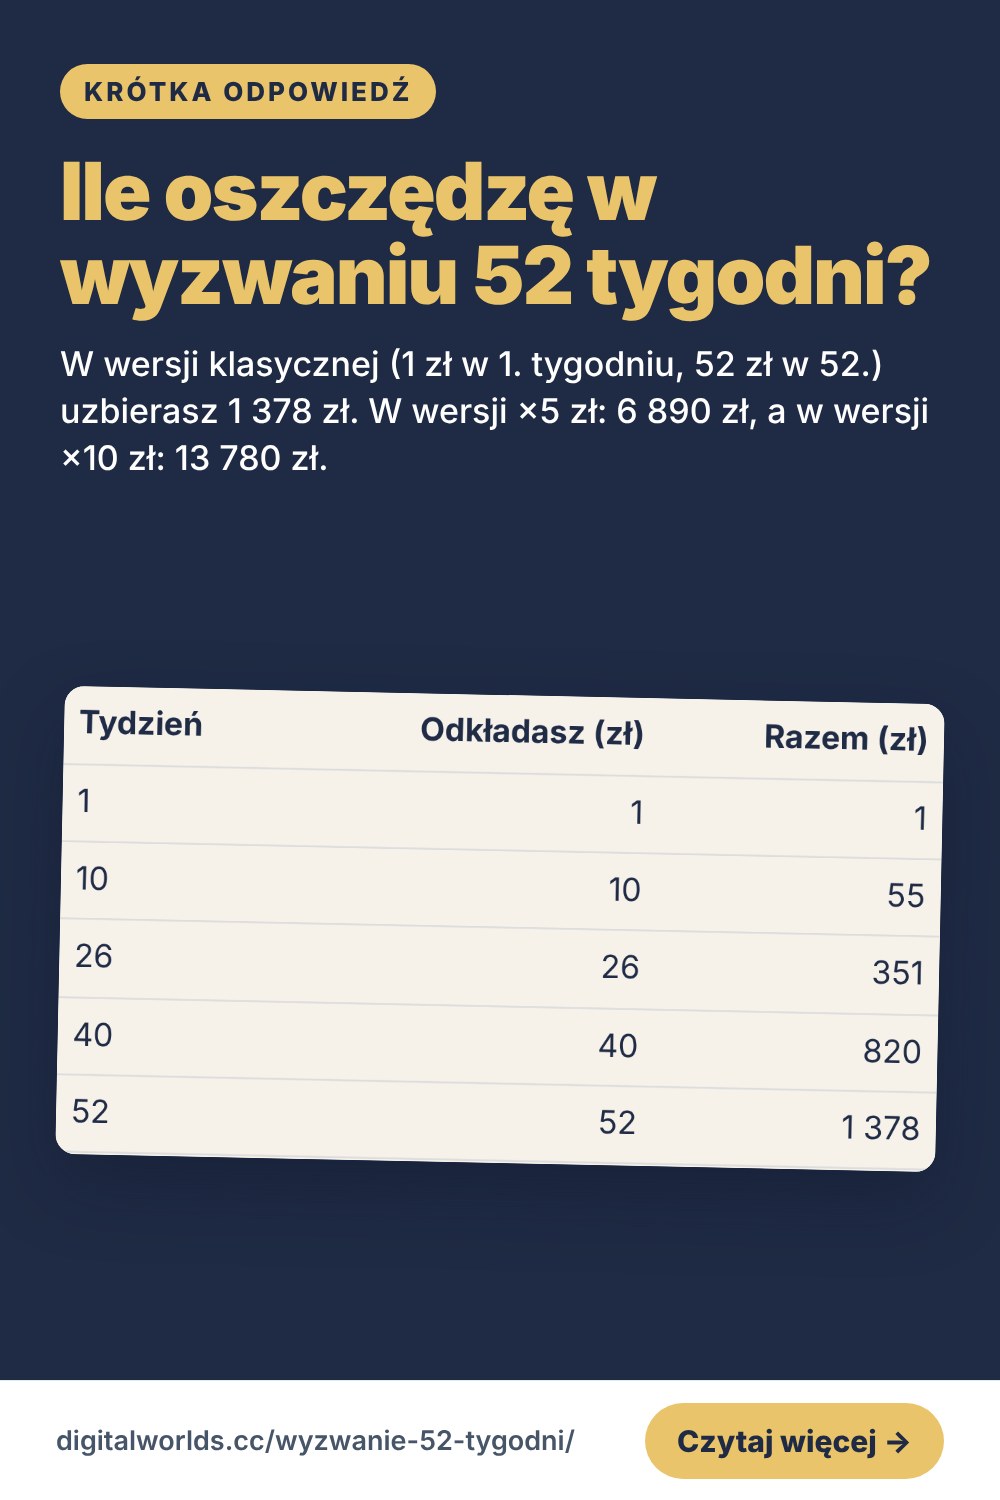 KRÓTKA ODPOWIEDŹ
Ile oszczędzę w
wyzwaniu 52 tygodni?
W wersji klasycznej (1 zł w 1. tygodniu, 52 zł w 52.)
uzbierasz 1 378 zł. W wersji ×5 zł: 6 890 zł, a w wersji
×10 zł: 13 780 zł.
Tydzień Odkładasz (zł) Razem (zł)
1 1 1
10 10 55
26 26 351
40 40 820
52 52 1 378
digitalworlds.cc/wyzwanie-52-tygodni/ Czytaj więcej →